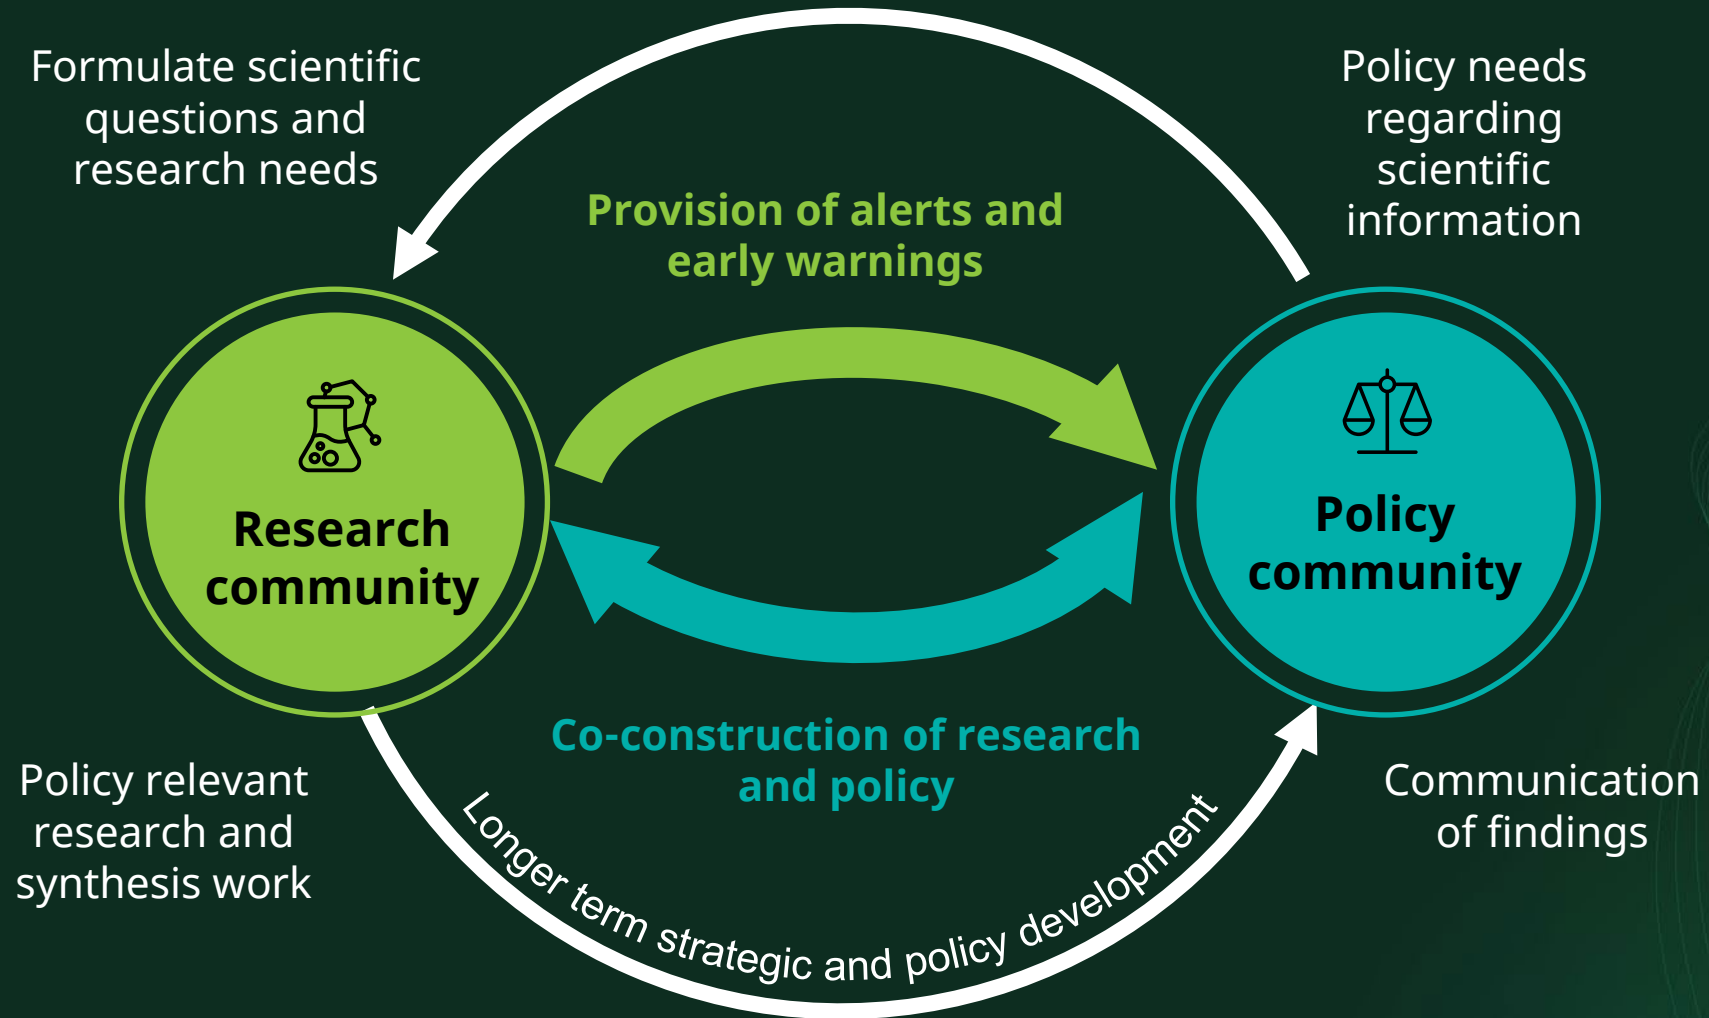 Formulate scientific
questions and
research needs
Policy needs
regarding
scientific
information
Provision of alerts and
early warnings
Research
community
Policy
community
Co-construction of research
and policy
Policy relevant
research and
synthesis work
Communication
of findings
Longer term strategic and policy development